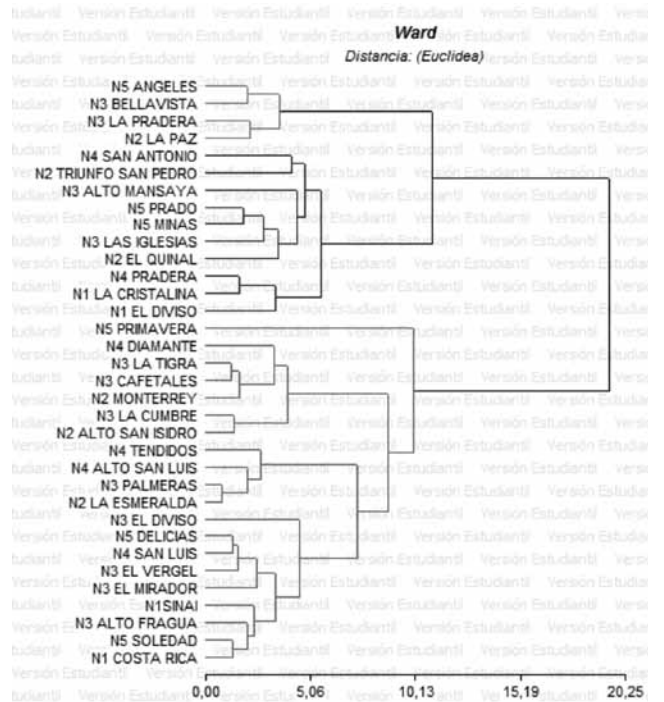 Ward
Distancia: (Euclidea)
N5 ANGELES
N3 BELLAVISTA
N3 LA PRADERA
N2 LA PAZ
N4 SAN ANTONIO
N2 TRIUNFO SAN PEDRO
N3 ALTO MANSAYA
N5 PRADO
N5 MINAS
N3 LAS IGLESIAS
N2 EL QUINAL
N4 PRADERA
N1 LA CRISTALINA
N1 EL DIVISO
N5 PRIMAVERA
N4 DIAMANTE
N3 LA TIGRA
N3 CAFETALES
N2 MONTERREY
N3 LA CUMBRE
N2 ALTO SAN ISIDRO
N4 TENDIDOS
N4 ALTO SAN LUIS
N3 PALMERAS
N2 LA ESMERALDA
N3 EL DIVISO
N5 DELICIAS
N4 SAN LUIS
N3 EL VERGEL
N3 EL MIRADOR
N1SINAI
N3 ALTO FRAGUA
N5 SOLEDAD
N1 COSTA RICA
0,00 5,06 10,13 15,19 20,25